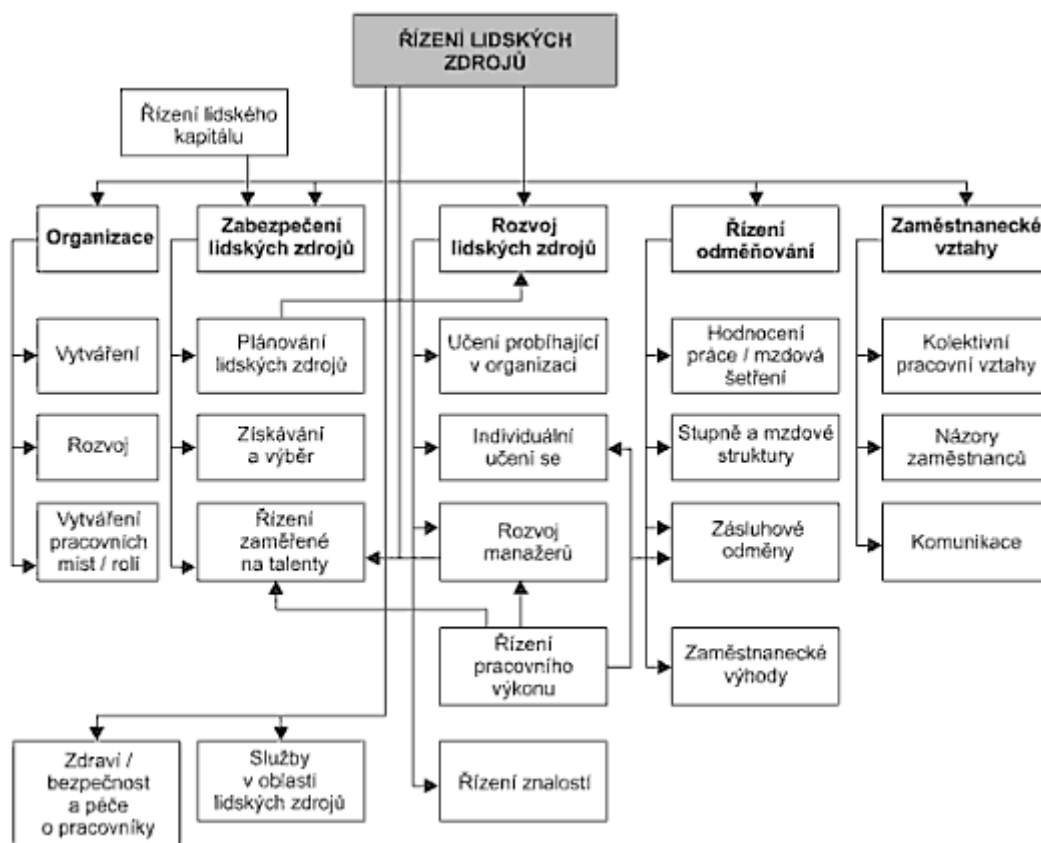 ŘÍZENÍ LIDSKÝCH
ZDROJŮ
Řízení lidského
kapitálu
Organizace
Zabezpečení
lidských zdrojů
Rozvoj
lidských zdrojů
Řízení
odměňování
Zaměstnanecké
vztahy
Vytváření
Plánování
lidských zdrojů
Učení probíhající
v organizaci
Hodnocení
práce / mzdová
šetření
Kolektivní
pracovní vztahy
Rozvoj
Získávání
a výběr
Individuální
učení se
Stupně a mzdové
struktury
Názory
zaměstnanců
Vytváření
pracovních
míst / rolí
Řízení
zaměřené
na talenty
Rozvoj
manažerů
Zásluhové
odměny
Komunikace
Řízení
pracovního
výkonu
Zaměstnanecké
výhody
Zdraví /
bezpečnost
a péče
o pracovníky
Služby
v oblasti
lidských zdrojů
Řízení znalostí